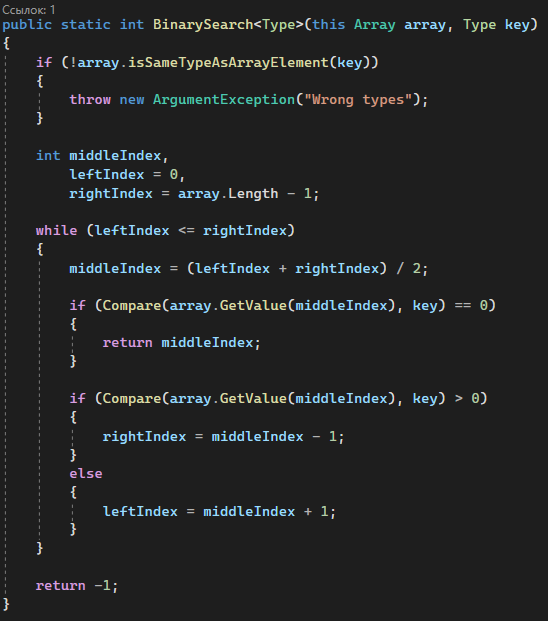 Ссылок: 1
public static int BinarySearch<Type>(this Array array, Type key)
{
    if (!array.isSameTypeAsArrayElement(key))
    {
        throw new ArgumentException("Wrong types");
    }

    int middleIndex,
        leftIndex = 0,
        rightIndex = array.Length - 1;

    while (leftIndex <= rightIndex)
    {
        middleIndex = (leftIndex + rightIndex) / 2;

        if (Compare(array.GetValue(middleIndex), key) == 0)
        {
            return middleIndex;
        }

        if (Compare(array.GetValue(middleIndex), key) > 0)
        {
            rightIndex = middleIndex - 1;
        }
        else
        {
            leftIndex = middleIndex + 1;
        }
    }

    return -1;
}